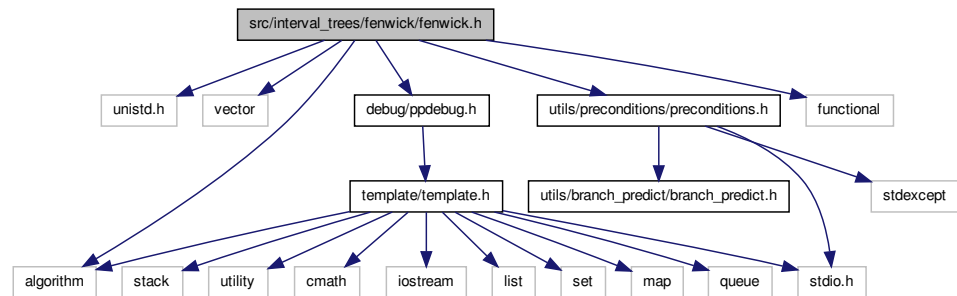 src/interval_trees/fenwick/fenwick.h
unistd.h
vector
debug/ppdebug.h
utils/preconditions/preconditions.h
functional
template/template.h
utils/branch_predict/branch_predict.h
stdexcept
algorithm
stack
utility
cmath
iostream
list
set
map
queue
stdio.h